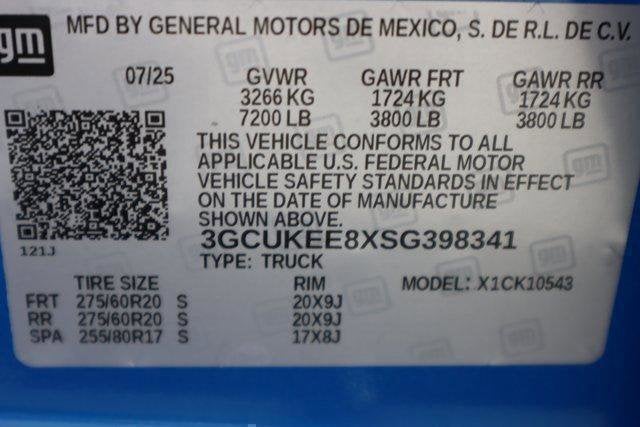 gm MFD BY GENERAL MOTORS DE MEXICO, S. DE R.L. DE C.V.
07/25 GVWR GAWR FRT GAWR RR
3266 KG 1724 KG 1724 KG
7200 LB 3800 LB 3800 LB
THIS VEHICLE CONFORMS TO ALL
APPLICABLE U.S. FEDERAL MOTOR
VEHICLE SAFETY STANDARDS IN EFFECT
ON THE DATE OF MANUFACTURE
SHOWN ABOVE.
3GCUKEE8XSG398341
121J
TYPE: TRUCK
TIRE SIZE RIM MODEL: X1CK10543
FRT 275/60R20 S 20X9J
RR 275/60R20 S 20X9J
SPA 255/80R17 S 17X8J